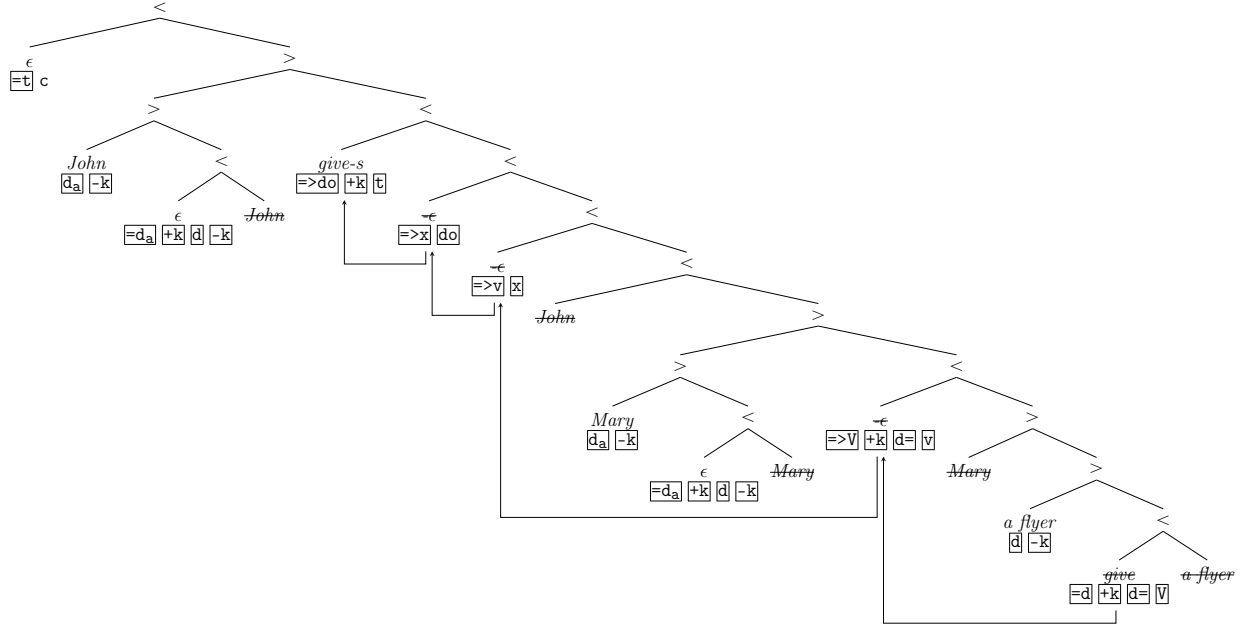 <
ϵ
=t c
>
>
<
John
da -k
<
give-s
=>do +k t
<
ϵ
=da +k d -k
John
-ϵ
=>x do
<
-ϵ
=>v x
<
John
>
>
<
Mary
da -k
<
-ϵ
=>V +k d= v
>
ϵ
=da +k d -k
Mary
Mary
>
a flyer
d -k
<
give
=d +k d= V
a flyer